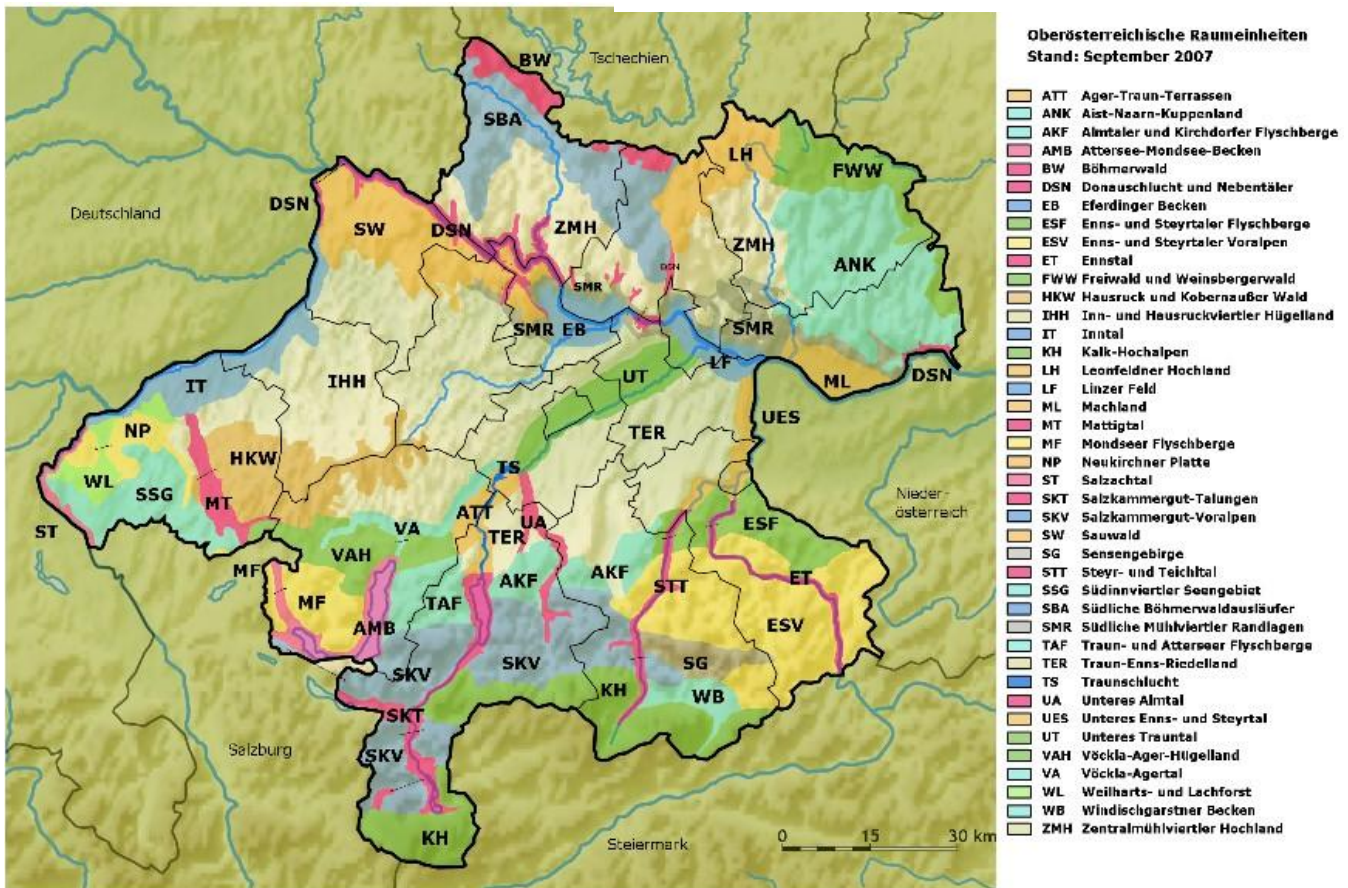 Oberösterreichische Raumeinheiten
Stand: September 2007
ATT Ager-Traun-Terrassen
ANK Aist-Naarn-Kuppenland
AKF Almtaler und Kirchdorfer Flyschberge
AMB Attersee-Mondsee-Becken
BW Böhmerwald
DSN Donauschlucht und Nebentäler
EB Eferdinger Becken
ESF Enns- und Steyrtaler Flyschberge
ESV Enns- und Steyrtaler Voralpen
ET Ennstal
FWW Freiwald und Weinsbergerwald
HKW Hausruck und Kobernaußer Wald
IHH Inn- und Hausruckviertler Hügelland
IT Inntal
KH Kalk-Hochalpen
LH Leonfeldner Hochland
LF Linzer Feld
ML Machland
MT Mattigtal
MF Mondseer Flyschberge
NP Neukirchner Platte
ST Salzachtal
SKT Salzkammergut-Talungen
SKV Salzkammergut-Voralpen
SW Sauwald
SG Sensengebirge
STT Steyr- und Teichltal
SSG Südinnviertler Seengebiet
SBA Südliche Böhmerwaldausläufer
SMR Südliche Mühlviertler Randlagen
TAF Traun- und Atterseer Flyschberge
TER Traun-Enns-Riedelland
TS Traunschlucht
UA Unteres Almtal
UES Unteres Enns- und Steyrtal
UT Unteres Trauntal
VAH Vöckla-Ager-Hügelland
VA Vöckla-Agertal
WL Weilharts- und Lachforst
WB Windischgarstner Becken
ZMH Zentralmühlviertler Hochland
BW
Tschechien
SBA
LH
FWW
Deutschland
DSN
SW
DSN
ZMH
ZMH
ANK
DSN
SMR
SMR EB
SMR
LF
DSN
IT
IHH
UT
ML
UES
NP
TER
HKW
WL
SSG
MT
TS
Nieder-
österreich
ST
VA
ATT
UA
ESF
VAH
TER
MF
AKF
AKF
STT
ET
MF
TAF
AMB
ESV
SKV
SKV
SG
KH
WB
SKT
Salzburg
SKV
KH
Steiermark
0 15 30 km